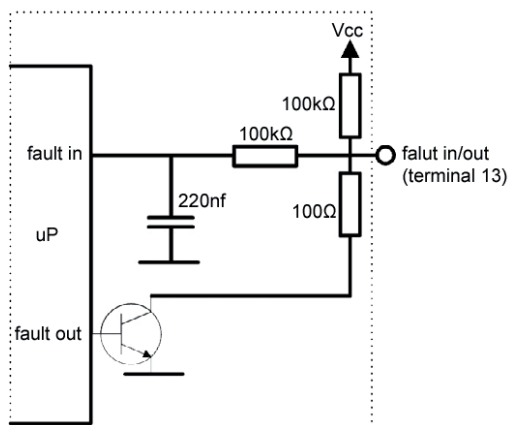 Vcc
100kΩ
100kΩ
fault in
falut in/out
(terminal 13)
220nf
100Ω
uP
fault out